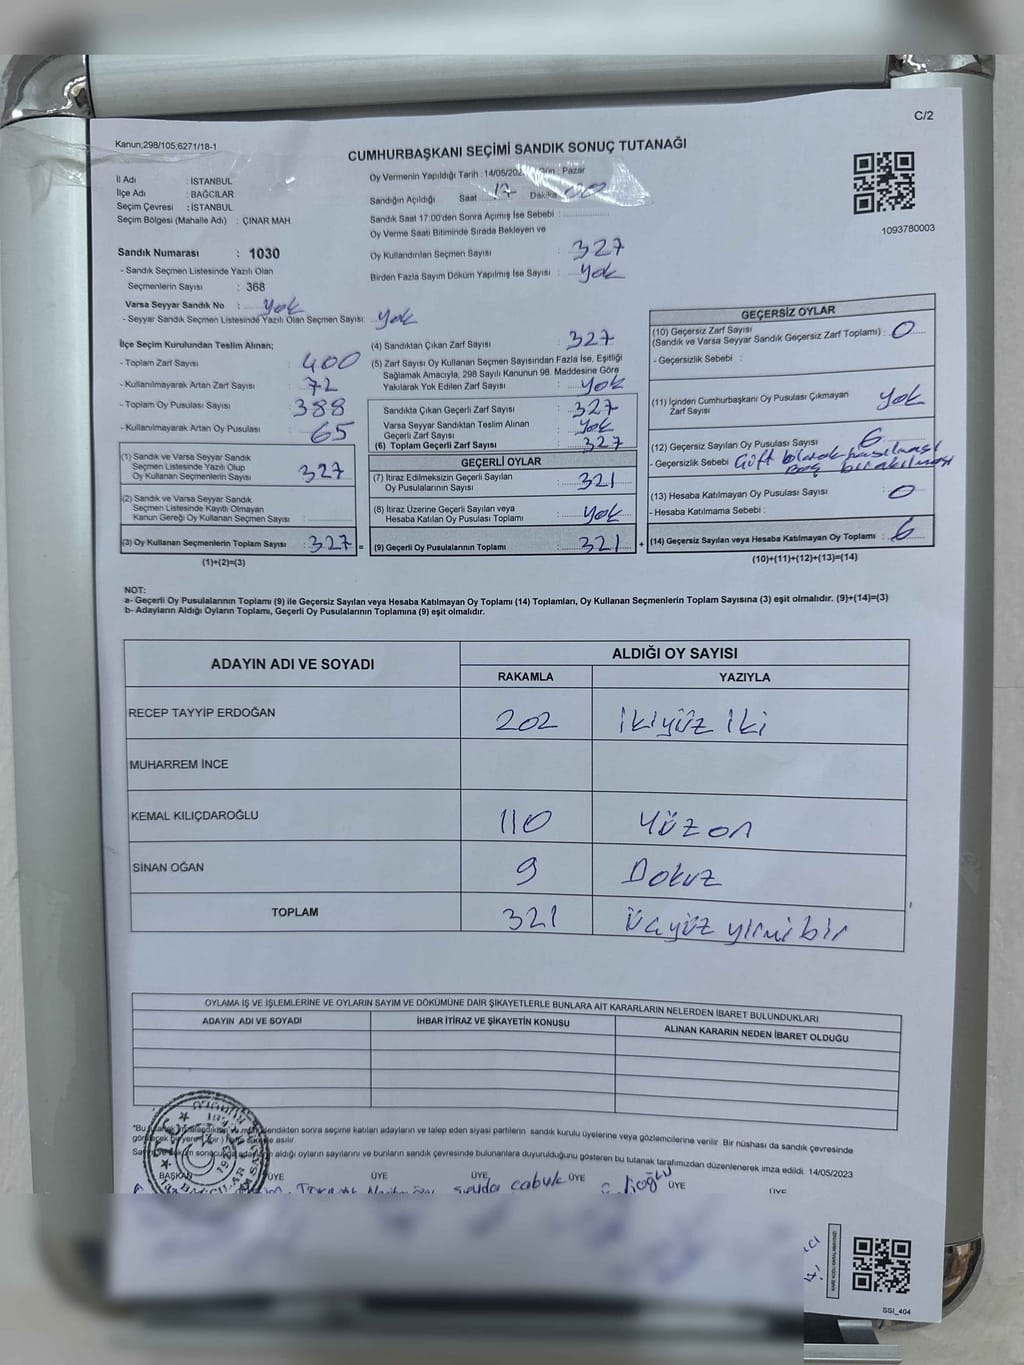 C/2
Kanun;298/105;6271/18-1
CUMHURBAŞKANI SEÇİMİ SANDIK SONUÇ TUTANAĞI
İl Adı : İSTANBUL
İlçe Adı : BAĞCILAR
Seçim Çevresi : İSTANBUL
Seçim Bölgesi (Mahalle Adı) : ÇINAR MAH.
Oy Vermenin Yapıldığı Tarih : 14/05/202 Gün : Pazar
Sandığın Açıldığı Saat 17 Dakika
Sandık Saat 17:00'den Sonra Açımış İse Sebebi :
Oy Verme Saati Bitiminde Sırada Bekleyen ve
Oy Kullandırılan Seçmen Sayısı : 327
Birden Fazla Sayım Döküm Yapılmış İse Sayısı : Yok
1093780003
Sandık Numarası : 1030
- Sandık Seçmen Listesinde Yazılı Olan
Seçmenlerin Sayısı : 368
Varsa Seyyar Sandık No : Yok
- Seyyar Sandık Seçmen Listesinde Yazılı Olan Seçmen Sayısı: Yok
İlçe Seçim Kurulundan Teslim Alınan;
- Toplam Zarf Sayısı : 400
- Kullanılmayarak Artan Zarf Sayısı : 72
- Toplam Oy Pusulası Sayısı : 388
- Kullanılmayarak Artan Oy Pusulası : 65
(1) Sandık ve Varsa Seyyar Sandık
Seçmen Listesinde Yazılı Olup
Oy Kullanan Seçmenlerin Sayısı : 327
(2) Sandık ve Varsa Seyyar Sandık
Seçmen Listesinde Kayıtlı Olmayan
Kanun Gereği Oy Kullanan Seçmen Sayısı :
(3) Oy Kullanan Seçmenlerin Toplam Sayısı : 327 =
(1)+(2)=(3)
(4) Sandıktan Çıkan Zarf Sayısı : 327
(5) Zarf Sayısı Oy Kullanan Seçmen Sayısından Fazla İse, Eşitliği
Sağlamak Amacıyla, 298 Sayılı Kanunun 98. Maddesine Göre
Yakılarak Yok Edilen Zarf Sayısı : Yok
Sandıkta Çıkan Geçerli Zarf Sayısı : 327
Varsa Seyyar Sandıktan Teslim Alınan
Geçerli Zarf Sayısı : Yok
(6) Toplam Geçerli Zarf Sayısı : 327
GEÇERLİ OYLAR
(7) İtiraz Edilmeksizin Geçerli Sayılan
Oy Pusulalarının Sayısı : 321
(8) İtiraz Üzerine Geçerli Sayılan veya
Hesaba Katılan Oy Pusulası Toplamı : Yok
(9) Geçerli Oy Pusulalarının Toplamı : 321 +
GEÇERSİZ OYLAR
(10) Geçersiz Zarf Sayısı
(Sandık ve Varsa Seyyar Sandık Geçersiz Zarf Toplamı) : 0
- Geçersizlik Sebebi :
(11) İçinden Cumhurbaşkanı Oy Pusulası Çıkmayan
Zarf Sayısı : Yok
(12) Geçersiz Sayılan Oy Pusulası Sayısı : 6
- Geçersizlik Sebebi Boş bırakılması
(13) Hesaba Katılmayan Oy Pusulası Sayısı : 0
- Hesaba Katılmama Sebebi :
(14) Geçersiz Sayılan veya Hesaba Katılmayan Oy Toplamı : 6
(10)+(11)+(12)+(13)=(14)
NOT:
a- Geçerli Oy Pusulalarının Toplamı (9) ile Geçersiz Sayılan veya Hesaba Katılmayan Oy Toplamı (14) Toplamları, Oy Kullanan Seçmenlerin Toplam Sayısına (3) eşit olmalıdır. (9)+(14)=(3)
b- Adayların Aldığı Oyların Toplamı, Geçerli Oy Pusulalarının Toplamına (9) eşit olmalıdır.
ADAYIN ADI VE SOYADI
ALDIĞI OY SAYISI
RAKAMLA YAZIYLA
RECEP TAYYİP ERDOĞAN 202 İkiyüz iki
MUHARREM İNCE
KEMAL KILIÇDAROĞLU 110 Yüzon
SİNAN OĞAN 9 Dokuz
TOPLAM 321 Üçyüz yirmi bir
OYLAMA İŞ VE İŞLEMLERİNE VE OYLARIN SAYIM VE DÖKÜMÜNE DAİR ŞİKAYETLERLE BUNLARA AİT KARARLARIN NELERDEN İBARET BULUNDUKLARI
ADAYIN ADI VE SOYADI İHBAR İTİRAZ VE ŞİKAYETİN KONUSU ALINAN KARARIN NEDEN İBARET OLDUĞU
*Bu sonra seçime katılan adayların ve talep eden siyasi partilerin sandık kurulu üyelerine veya gözlemcilerine verilir. Bir nüshası da sandık çevresinde
asılır.
aldığı oyların sayılarını ve bunların sandık çevresinde bulunanlara duyurulduğunu gösteren bu tutanak tarafımızdan düzenlenerek imza edildi. 14/05/2023
BAŞKAN ÜYE ÜYE ÜYE ÜYE ÜYE ÜYE
Seyda Cabuk
BAĞCILAR
SSI_404